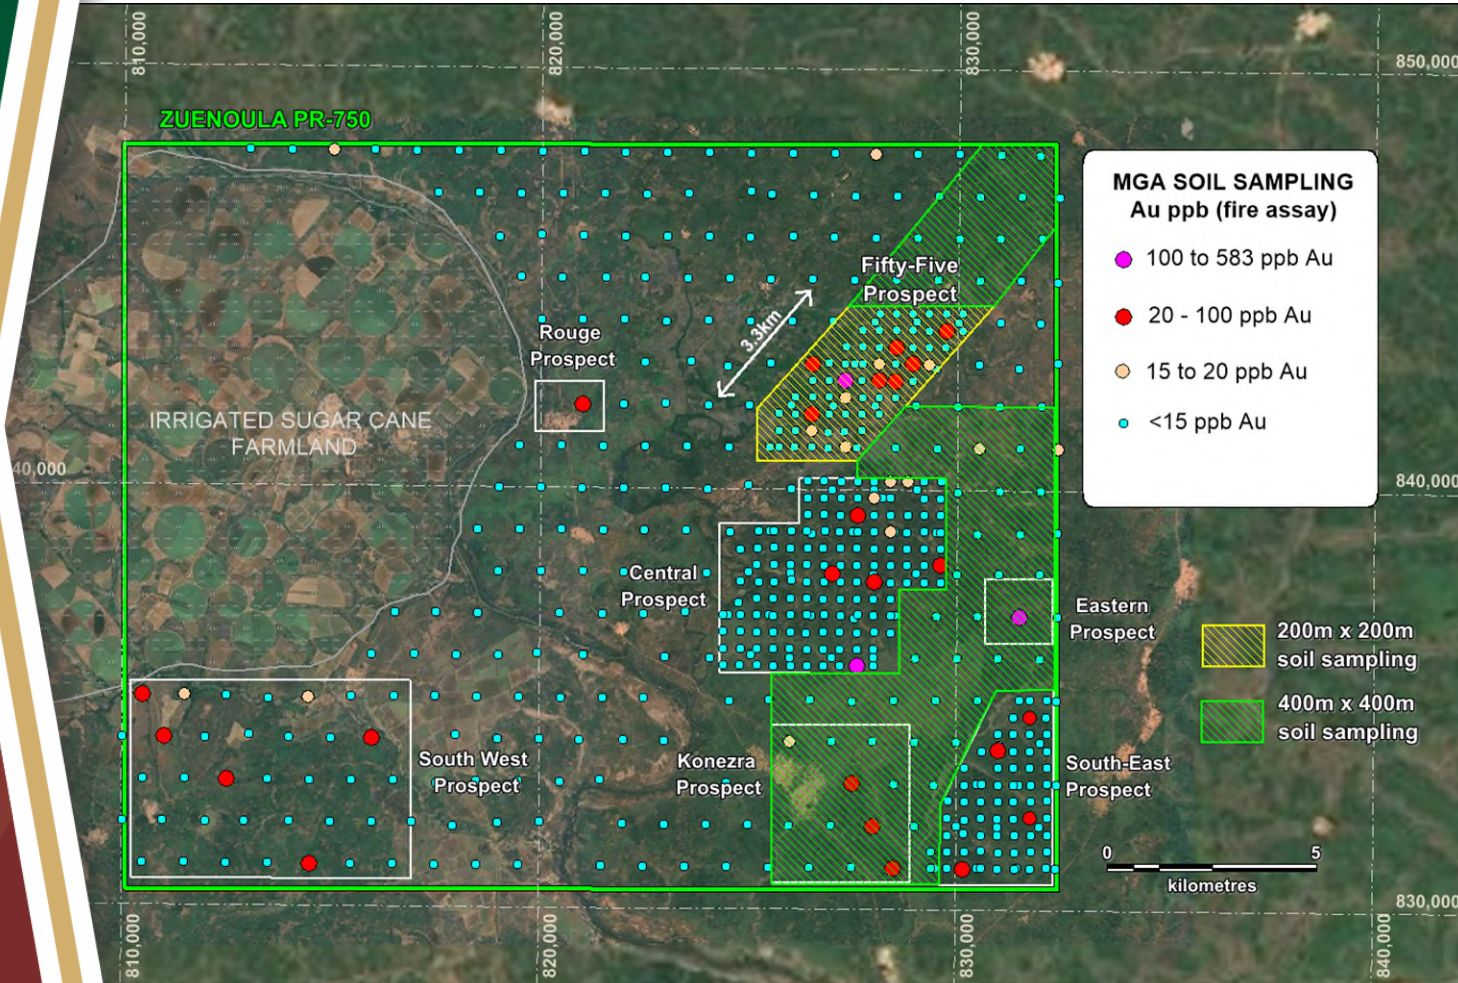 810,000
820,000
830,000
850,000
ZUENOULA PR-750
MGA SOIL SAMPLING
Au ppb (fire assay)
100 to 583 ppb Au
20 - 100 ppb Au
15 to 20 ppb Au
<15 ppb Au
Fifty-Five
Prospect
3.3km
Rouge
Prospect
IRRIGATED SUGAR CANE
FARMLAND
40,000
840,000
Central
Prospect
Eastern
Prospect
200m x 200m
soil sampling
400m x 400m
soil sampling
South West
Prospect
Konezra
Prospect
South-East
Prospect
0
5
kilometres
830,000
810,000
820,000
830,000
840,000